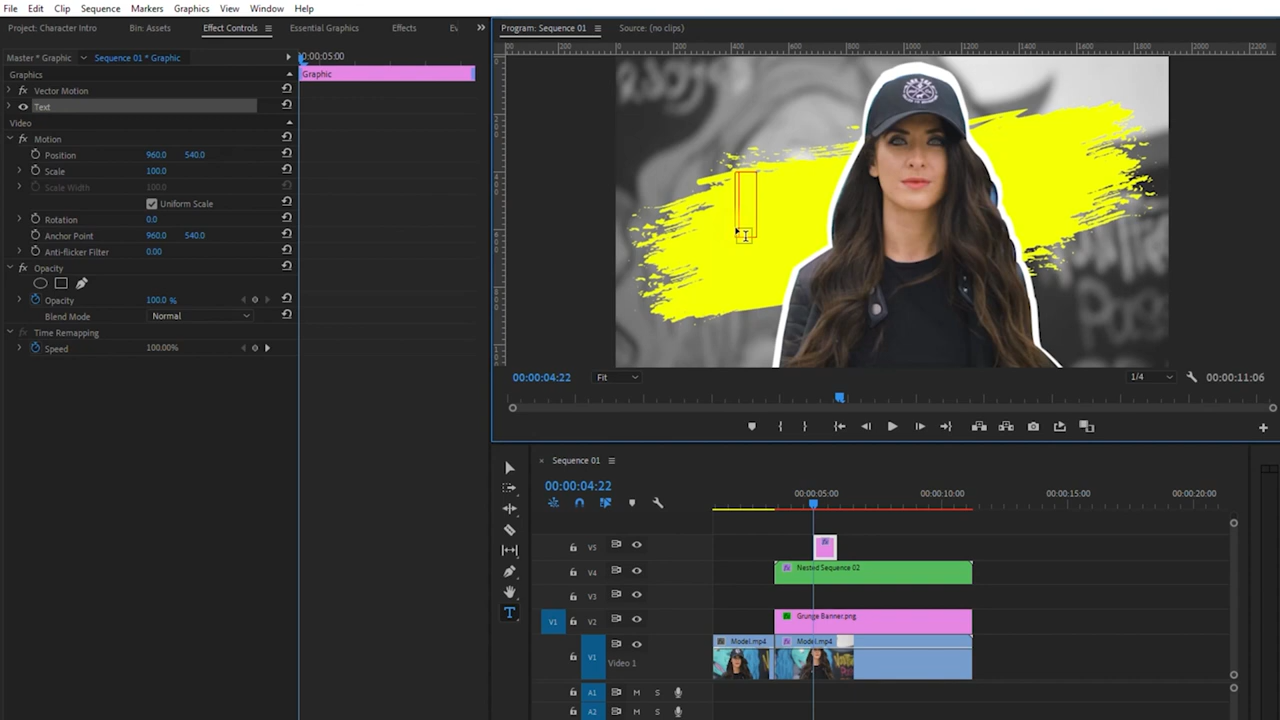 File Edit Clip Sequence Markers Graphics View Window Help
Project: Character Intro Bin: Assets Effect Controls Essential Graphics Effects
Program: Sequence 01 Source: (no clips)
Master * Graphic Sequence 01 * Graphic
00:00:05:00
Graphics
Graphic
fx Vector Motion
Text
Video
fx Motion
Position 960.0 540.0
Scale 100.0
Scale Width 100.0
Uniform Scale
Rotation 0.0
Anchor Point 960.0 540.0
Anti-flicker Filter 0.00
fx Opacity
Opacity 100.0 %
Blend Mode Normal
fx Time Remapping
Speed 100.00%
00:00:04:22 Fit 1/4 00:00:11:06
× Sequence 01
00:00:04:22
00:00:05:00 00:00:10:00 00:00:15:00 00:00:20:00
V5
V4 Nested Sequence 02
V3
V1 V2 Grunge Banner.png
V1 Model.mp4 Model.mp4
Video 1
A1 M S
A2 M S